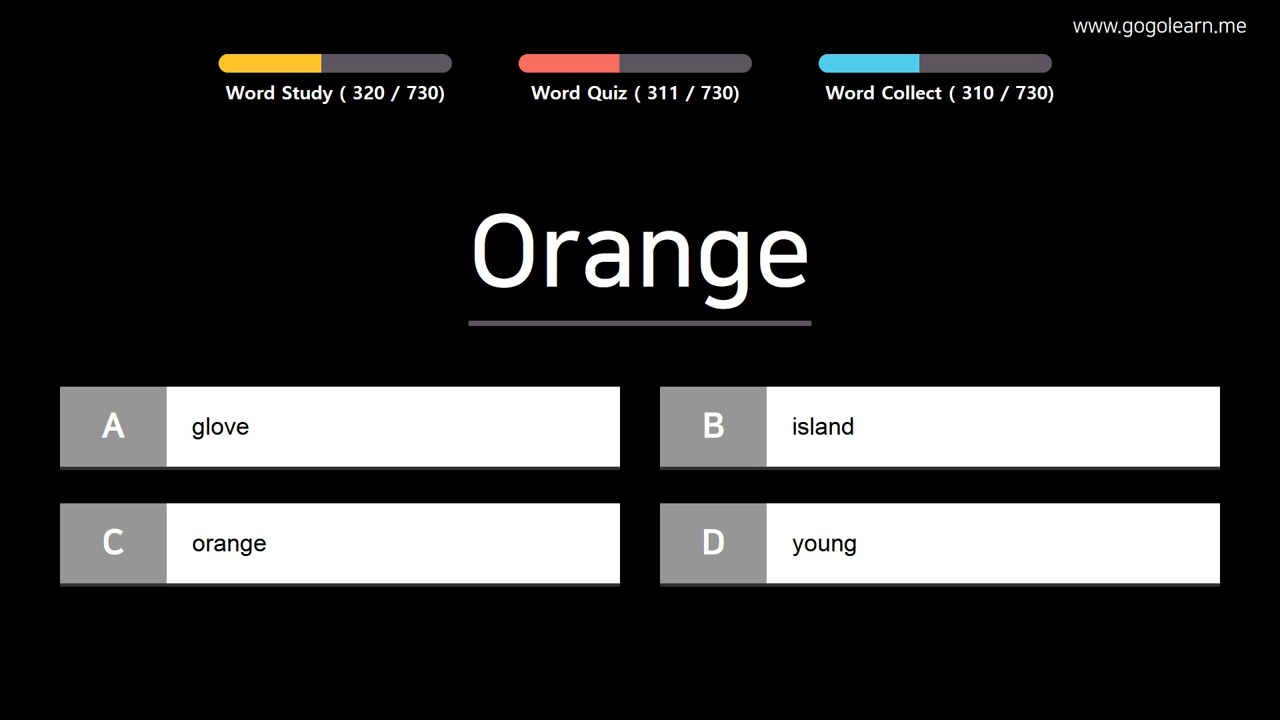 www.gogolearn.me
Word Study ( 320 / 730)
Word Quiz ( 311 / 730)
Word Collect ( 310 / 730)
Orange
A glove
B island
C orange
D young